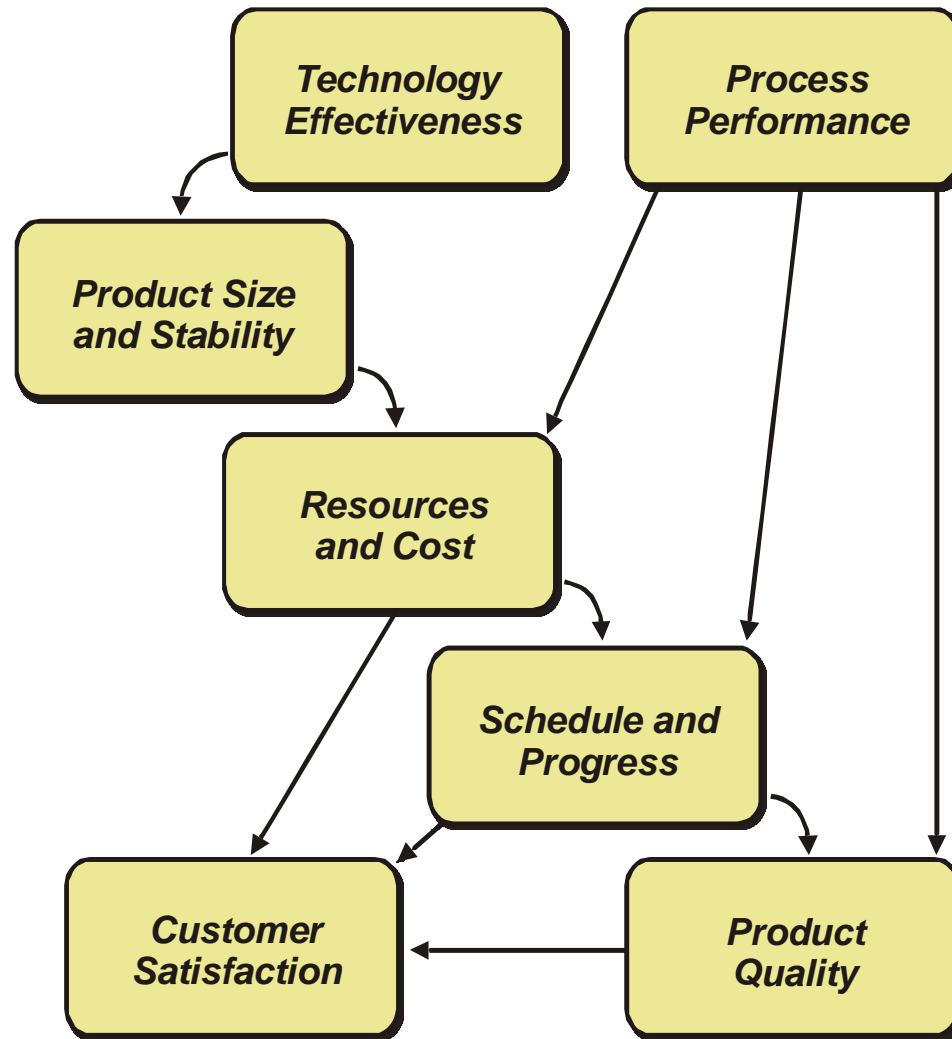 Technology
Effectiveness
Process
Performance
Product Size
and Stability
Resources
and Cost
Schedule and
Progress
Customer
Satisfaction
Product
Quality